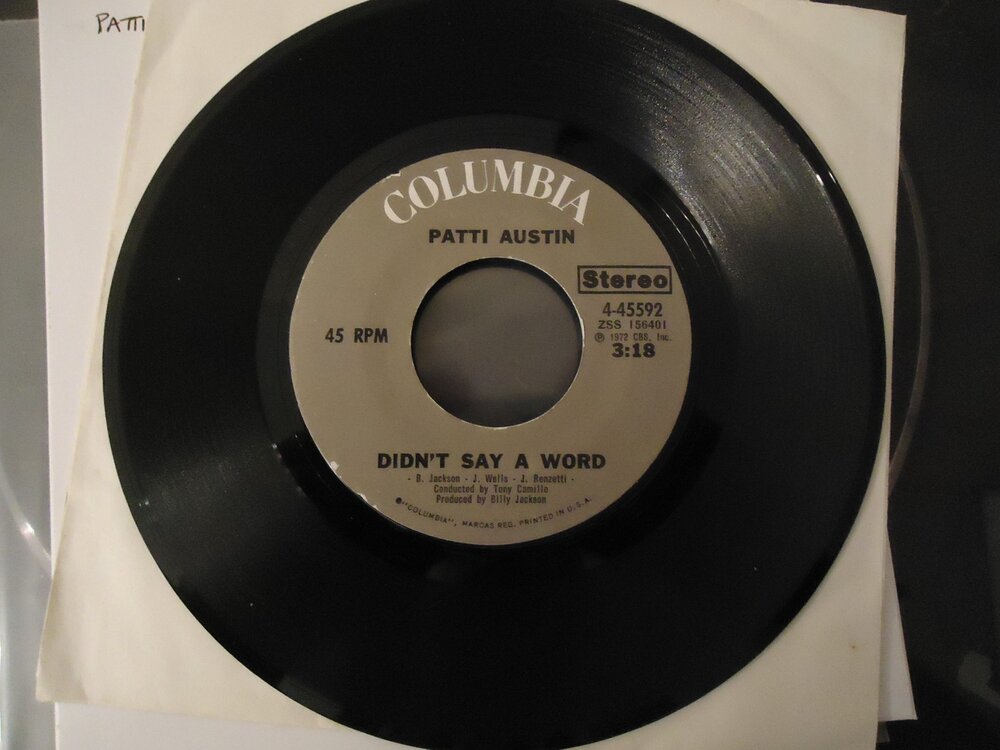 PATTI
COLUMBIA
PATTI AUSTIN
Stereo
4-45592
ZSS 156401
℗ 1972 CBS, Inc.
3:18
45 RPM
DIDN'T SAY A WORD
- B. Jackson - J. Wells - J. Renzetti -
Conducted by Tony Camillo
Produced by Billy Jackson
"COLUMBIA", MARCAS REG. PRINTED IN U.S.A.